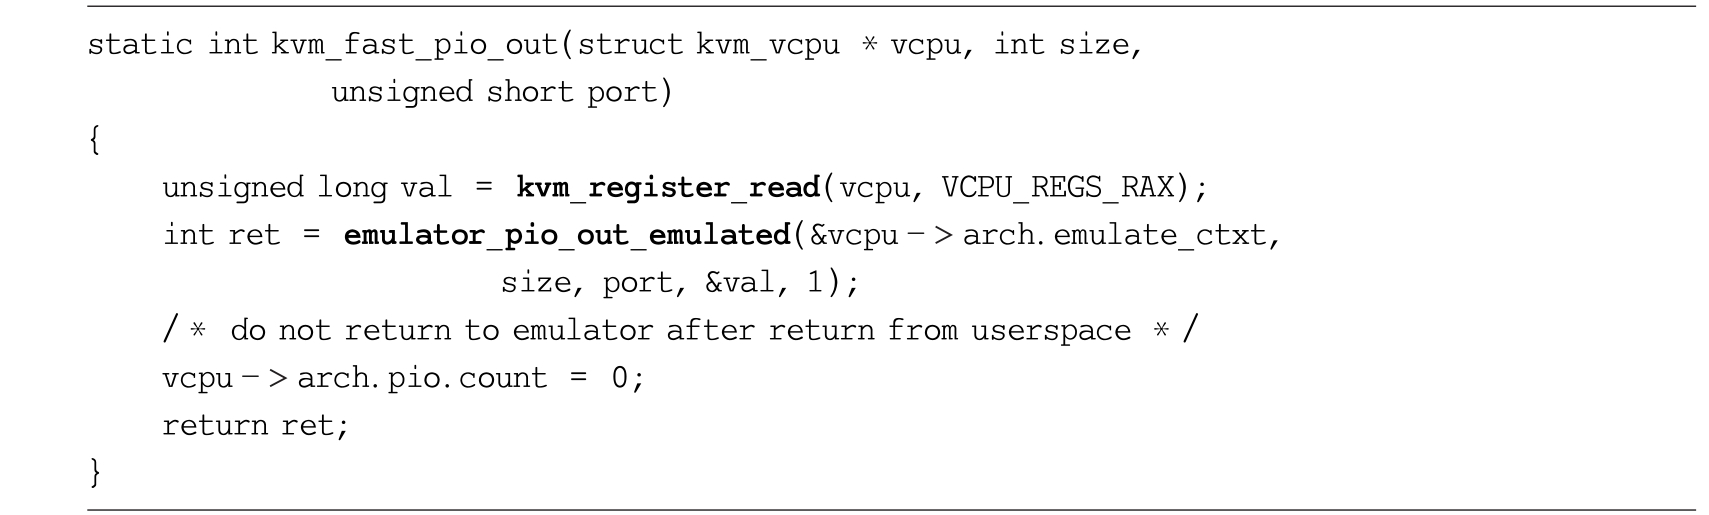 static int kvm_fast_pio_out(struct kvm_vcpu * vcpu, int size,
unsigned short port)
{
unsigned long val = kvm_register_read(vcpu, VCPU_REGS_RAX);
int ret = emulator_pio_out_emulated(&vcpu−>arch.emulate_ctxt,
size, port, &val, 1);
/* do not return to emulator after return from userspace */
vcpu−>arch.pio.count = 0;
return ret;
}